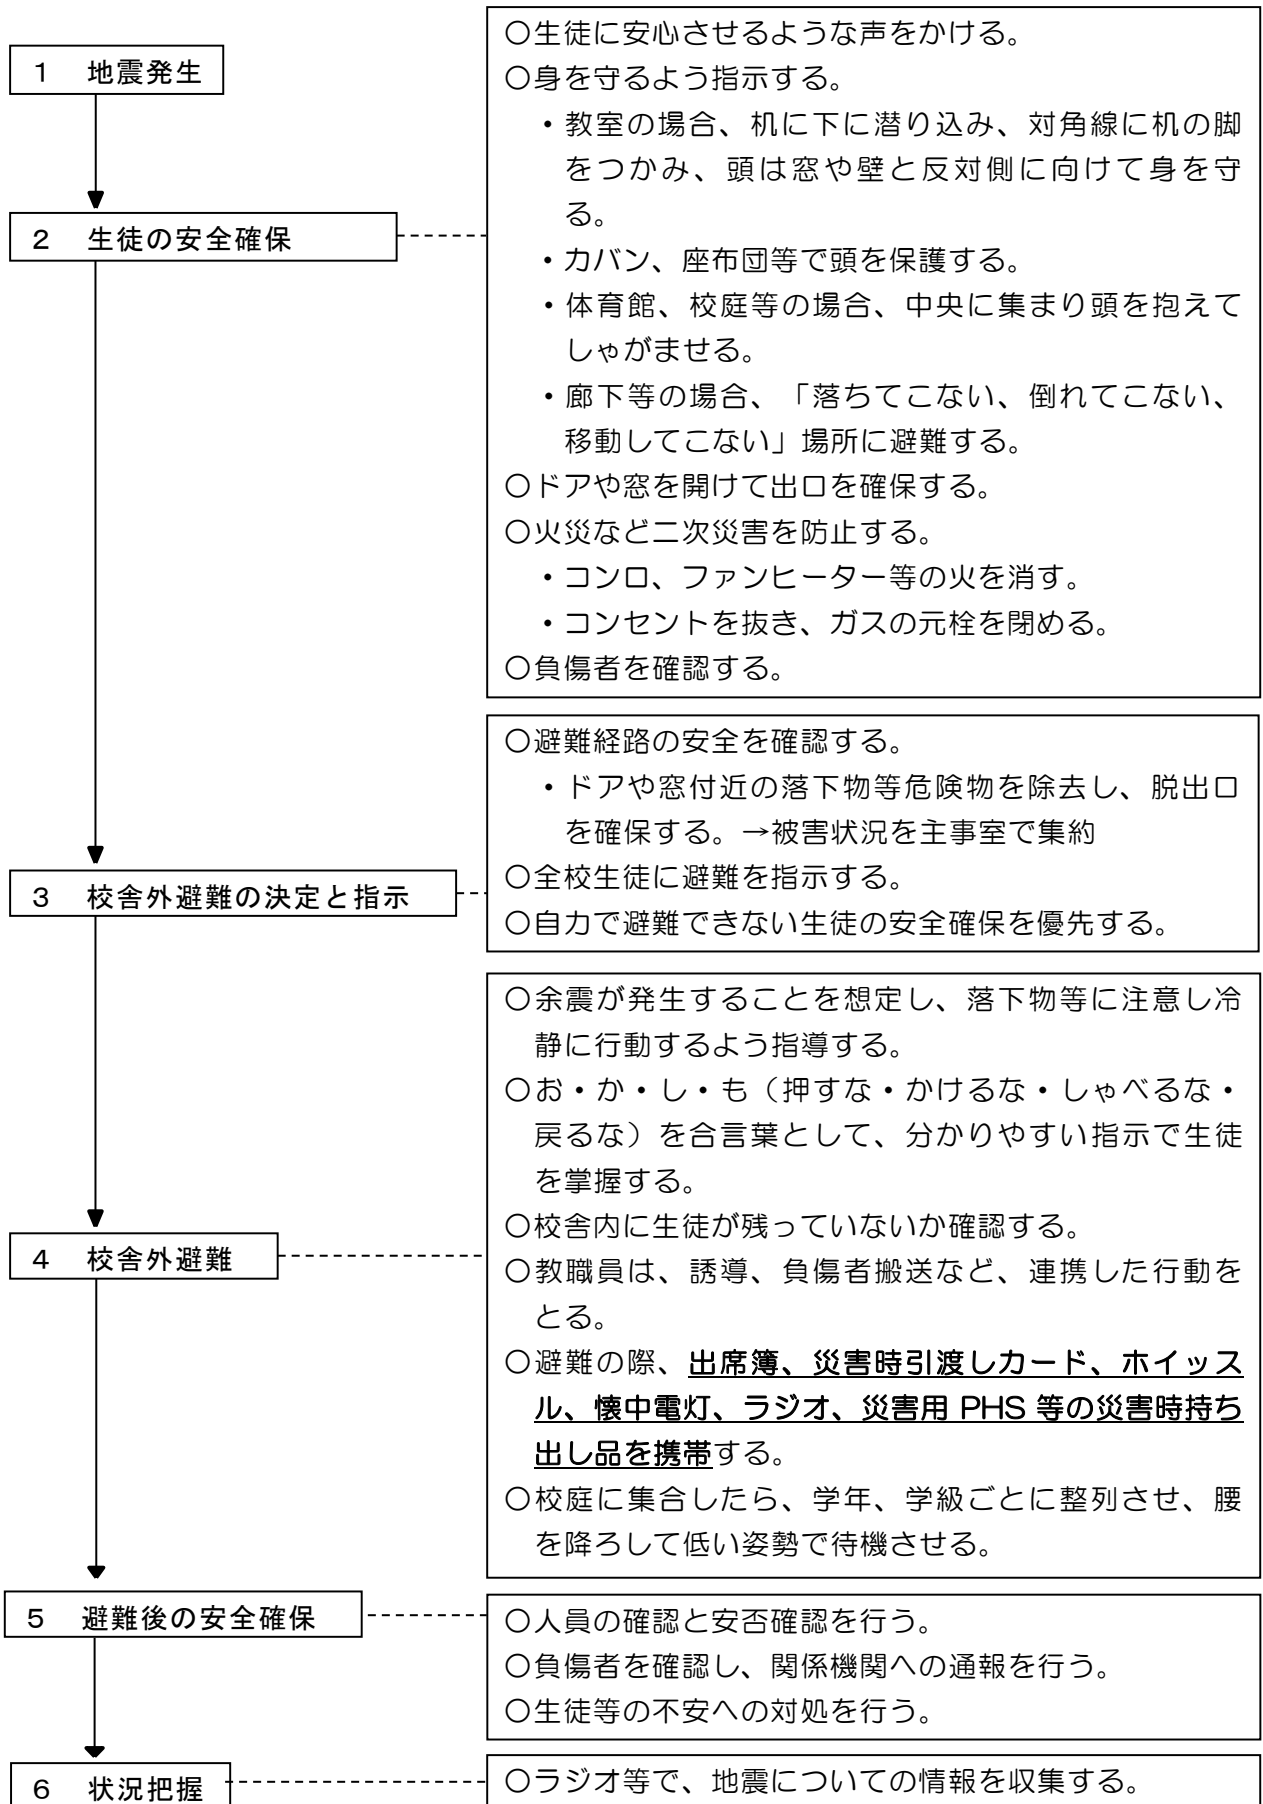 1　地震発生
○生徒に安心させるような声をかける。
○身を守るよう指示する。
・教室の場合、机に下に潜り込み、対角線に机の脚
をつかみ、頭は窓や壁と反対側に向けて身を守
る。
2　生徒の安全確保
・カバン、座布団等で頭を保護する。
・体育館、校庭等の場合、中央に集まり頭を抱えて
しゃがませる。
・廊下等の場合、「落ちてこない、倒れてこない、
移動してこない」場所に避難する。
○ドアや窓を開けて出口を確保する。
○火災など二次災害を防止する。
・コンロ、ファンヒーター等の火を消す。
・コンセントを抜き、ガスの元栓を閉める。
○負傷者を確認する。
3　校舎外避難の決定と指示
○避難経路の安全を確認する。
・ドアや窓付近の落下物等危険物を除去し、脱出口
を確保する。→被害状況を主事室で集約
○全校生徒に避難を指示する。
○自力で避難できない生徒の安全確保を優先する。
4　校舎外避難
○余震が発生することを想定し、落下物等に注意し冷
静に行動するよう指導する。
○お・か・し・も（押すな・かけるな・しゃべるな・
戻るな）を合言葉として、分かりやすい指示で生徒
を掌握する。
○校舎内に生徒が残っていないか確認する。
○教職員は、誘導、負傷者搬送など、連携した行動を
とる。
○避難の際、出席簿、災害時引渡しカード、ホイッス
ル、懐中電灯、ラジオ、災害用 PHS 等の災害時持ち
出し品を携帯する。
○校庭に集合したら、学年、学級ごとに整列させ、腰
を降ろして低い姿勢で待機させる。
5　避難後の安全確保
○人員の確認と安否確認を行う。
○負傷者を確認し、関係機関への通報を行う。
○生徒等の不安への対処を行う。
6　状況把握
○ラジオ等で、地震についての情報を収集する。